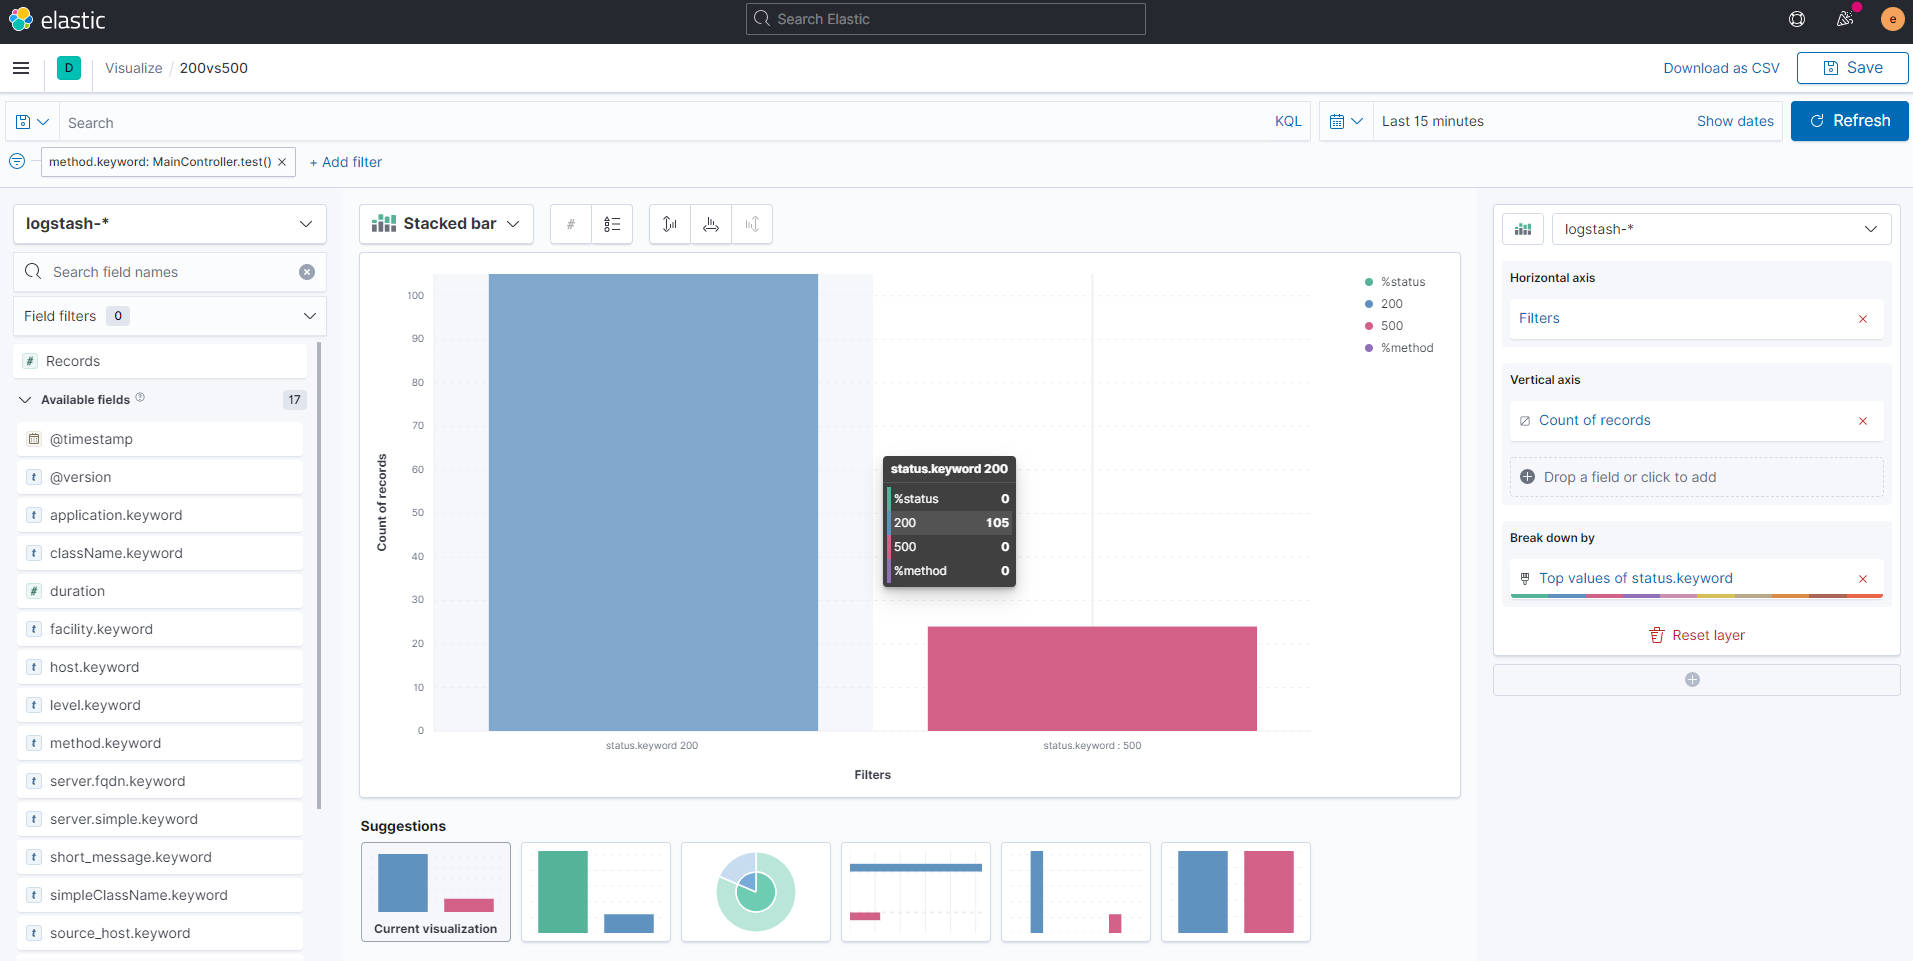 elastic
Search Elastic
e
D
Visualize / 200vs500
Download as CSV
Save
Search
KQL
Last 15 minutes
Show dates
Refresh
method.keyword: MainController.test() ×
+ Add filter
logstash-*
Search field names
Field filters 0
# Records
Available fields ? 17
@timestamp
t @version
t application.keyword
t className.keyword
# duration
t facility.keyword
t host.keyword
t level.keyword
t method.keyword
t server.fqdn.keyword
t server.simple.keyword
t short_message.keyword
t simpleClassName.keyword
t source_host.keyword
Stacked bar
#
Count of records
100
90
80
70
60
50
40
30
20
10
0
status.keyword 200
status.keyword : 500
Filters
%status
200
500
%method
status.keyword 200
%status 0
200 105
500 0
%method 0
Suggestions
Current visualization
logstash-*
Horizontal axis
Filters ×
Vertical axis
Count of records ×
Drop a field or click to add
Break down by
Top values of status.keyword ×
Reset layer